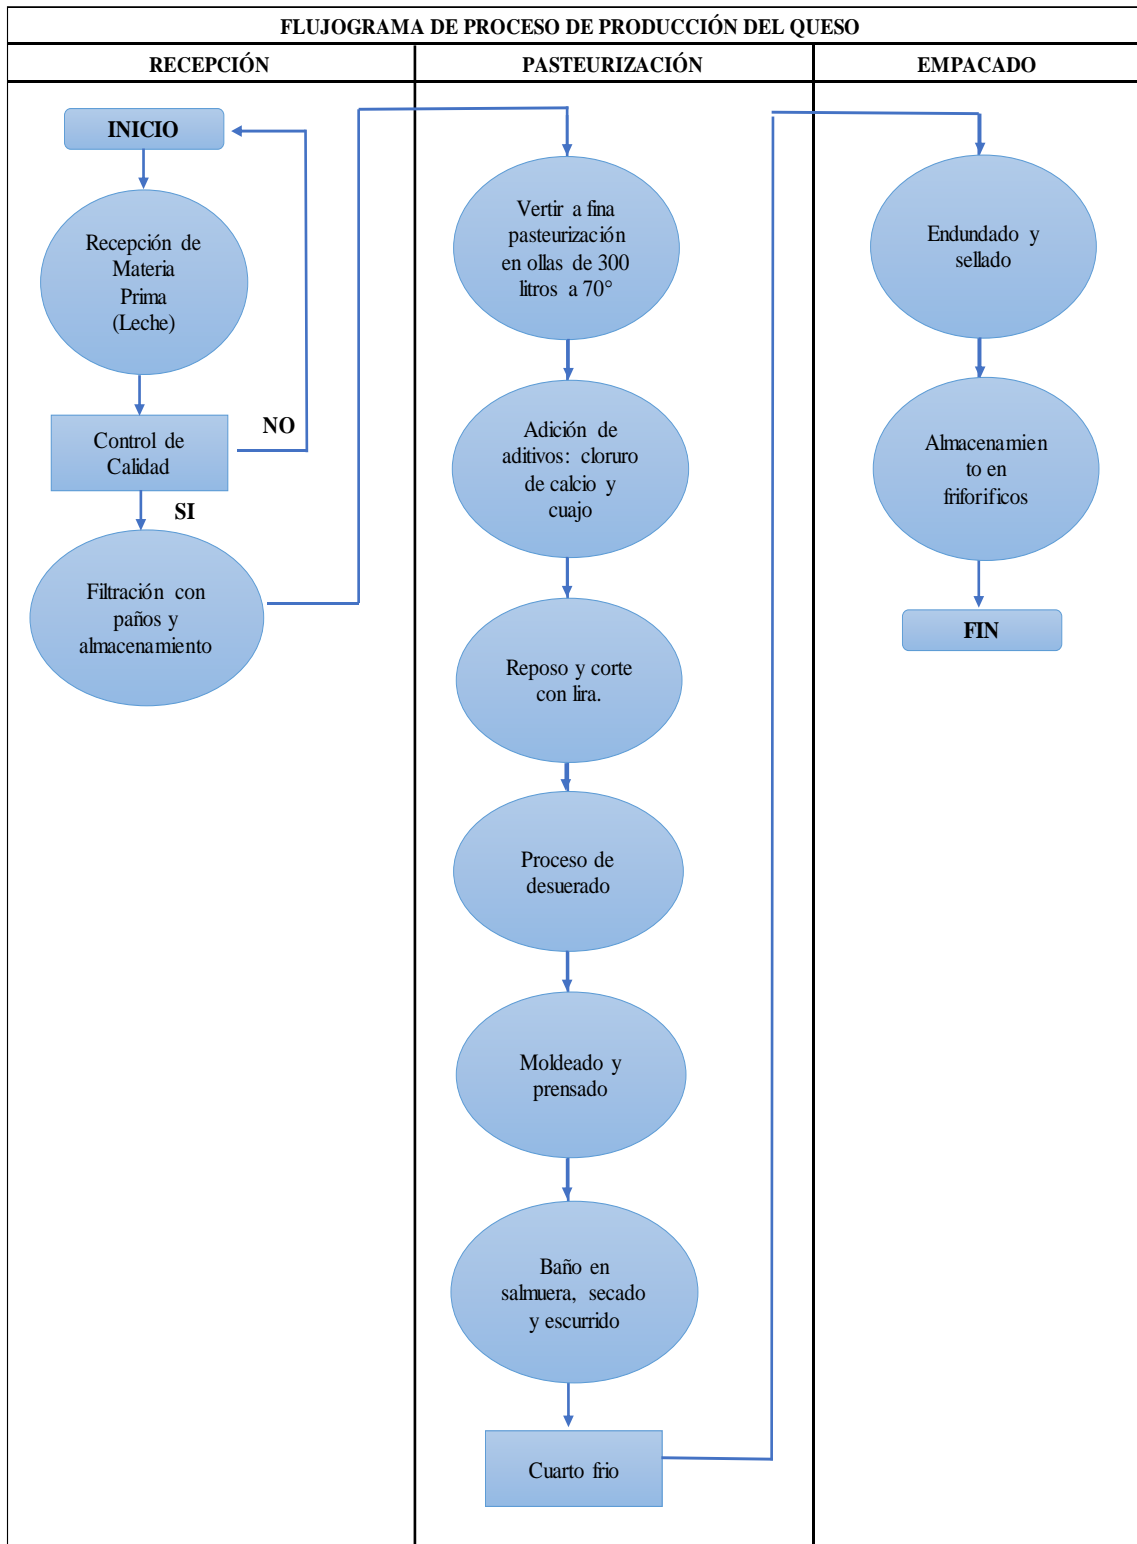 FLUJOGRAMA DE PROCESO DE PRODUCCIÓN DEL QUESO
RECEPCIÓN
PASTEURIZACIÓN
EMPACADO
INICIO
Recepción de
Materia
Prima
(Leche)
Control de
Calidad
NO
SI
Filtración con
paños y
almacenamiento
Vertir a fina
pasteurización
en ollas de 300
litros a 70°
Adición de
aditivos: cloruro
de calcio y
cuajo
Reposo y corte
con lira.
Proceso de
desuerado
Moldeado y
prensado
Baño en
salmuera, secado
y escurrido
Cuarto frio
Endundado y
sellado
Almacenamien
to en
friforificos
FIN